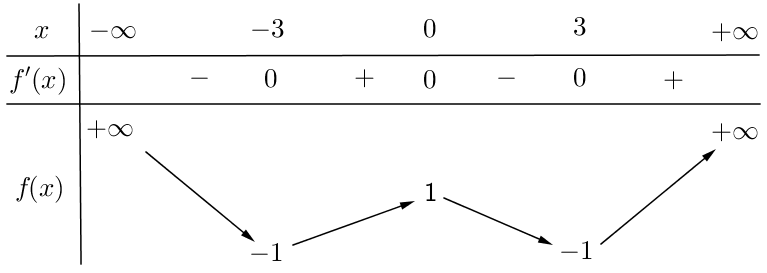 x −∞ −3 0 3 +∞
f′(x) − 0 + 0 − 0 +
+∞ +∞
f(x) 1
−1 −1